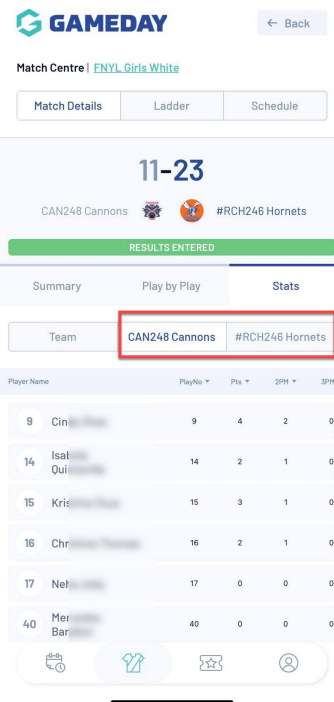 GAMEDAY
← Back
Match Centre | FNYL Girls White
Match Details Ladder Schedule
11-23
CAN248 Cannons #RCH246 Hornets
RESULTS ENTERED
Summary Play by Play Stats
Team CAN248 Cannons #RCH246 Hornets
Player Name PlayNo Pts 2PM 3PM
9 9 4 2 0
14 14 2 1 0
15 15 3 1 0
16 16 2 1 0
17 17 0 0 0
40 40 0 0 0